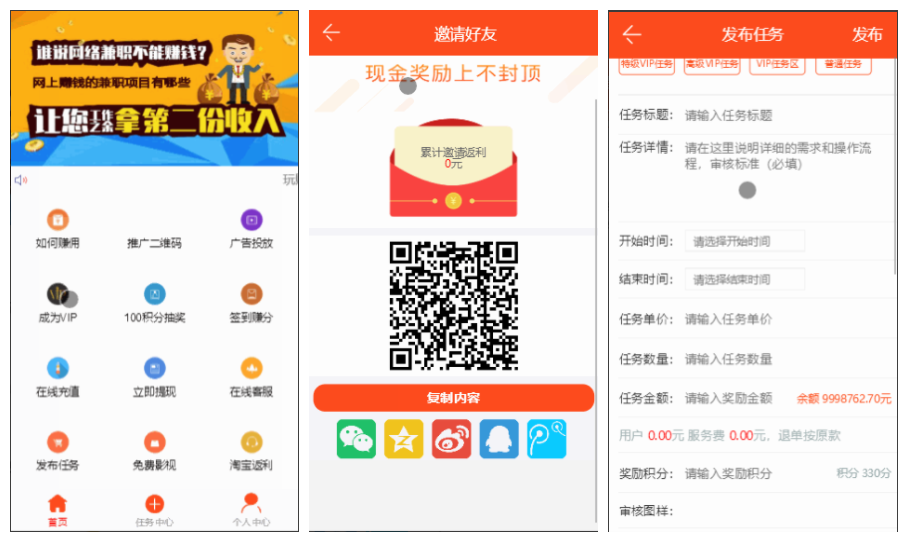 谁说网络兼职不能赚钱?
网上赚钱的兼职项目有哪些
让您工作之余拿第二份收入
如何赚用
推广二维码
广告投放
成为VIP
100积分抽奖
签到赚分
在线充值
立即提现
在线客服
发布任务
免费影视
淘宝返利
首页
任务中心
个人中心
邀请好友
现金奖励上不封顶
累计邀请返利
0元
复制内容
发布任务
发布
特级VIP任务
高级VIP任务
VIP任务区
普通任务
任务标题: 请输入任务标题
任务详情: 请在这里说明详细的需求和操作流
程，审核标准（必填）
开始时间: 请选择开始时间
结束时间: 请选择结束时间
任务单价: 请输入任务单价
任务数量: 请输入任务数量
任务金额: 请输入奖励金额 余额 9998762.70元
用户 0.00元 服务费 0.00元，退单按原款
奖励积分: 请输入奖励积分 积分 330分
审核图样: